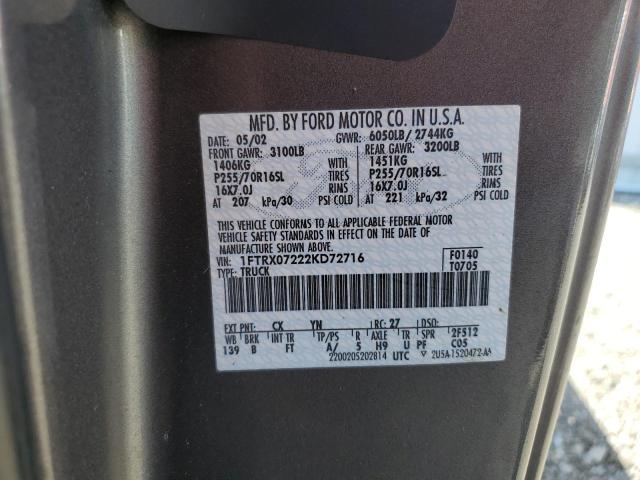 MFD. BY FORD MOTOR CO. IN U.S.A.
DATE: 05/02 GVWR: 6050LB/ 2744KG
FRONT GAWR: 3100LB REAR GAWR: 3200LB
1406KG WITH 1451KG WITH
P255/70R16SL TIRES P255/70R16SL TIRES
16X7.0J RIMS 16X7.0J RIMS
AT 207 kPa/30 PSI COLD AT 221 kPa/32 PSI COLD
THIS VEHICLE CONFORMS TO ALL APPLICABLE FEDERAL MOTOR
VEHICLE SAFETY STANDARDS IN EFFECT ON THE DATE OF
MANUFACTURE SHOWN ABOVE.
VIN: 1FTRX07222KD72716 F0140
TYPE: TRUCK T0705
EXT PNT: CX YN RC: 27 DSO:
WB BRK INT TR TP/PS R AXLE TR SPR 2F512
139 B FT A/ 5 H9 U PF C05
2200205202814 UTC 2U5A-1520472-AA